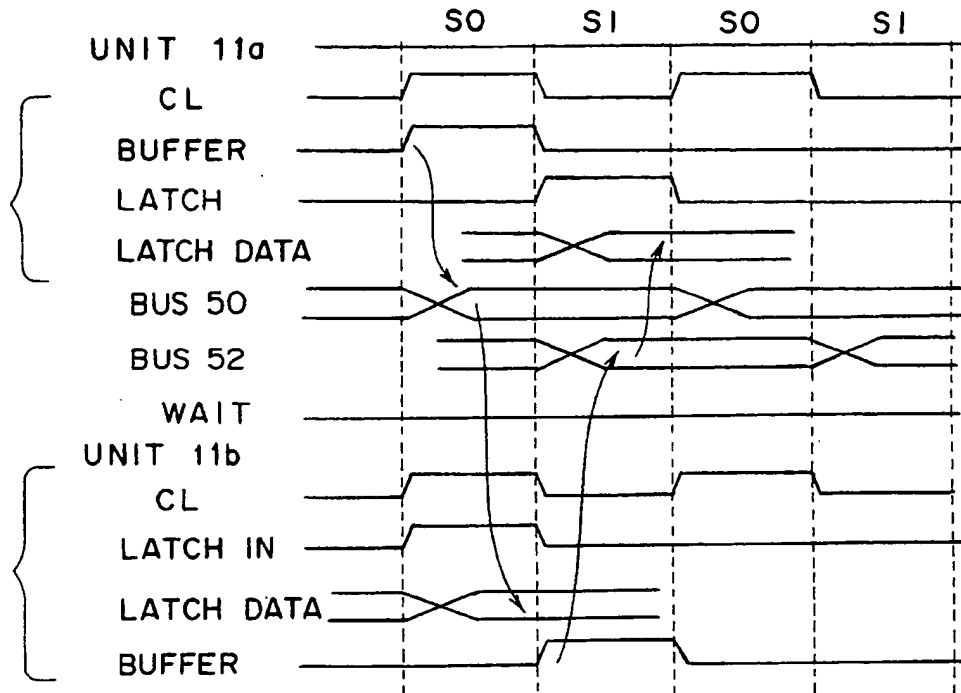 S0 S1 S0 S1
UNIT 11a
CL
BUFFER
LATCH
LATCH DATA
BUS 50
BUS 52
WAIT
UNIT 11b
CL
LATCH IN
LATCH DATA
BUFFER